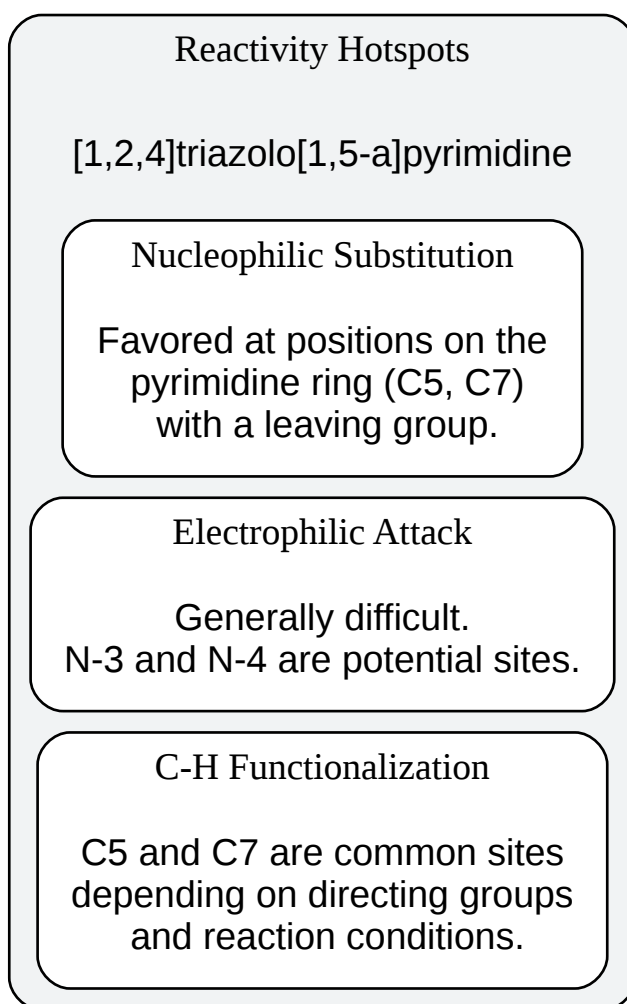 Reactivity Hotspots
[1,2,4]triazolo[1,5-a]pyrimidine
Nucleophilic Substitution
Favored at positions on the
pyrimidine ring (C5, C7)
with a leaving group.
Electrophilic Attack
Generally difficult.
N-3 and N-4 are potential sites.
C-H Functionalization
C5 and C7 are common sites
depending on directing groups
and reaction conditions.